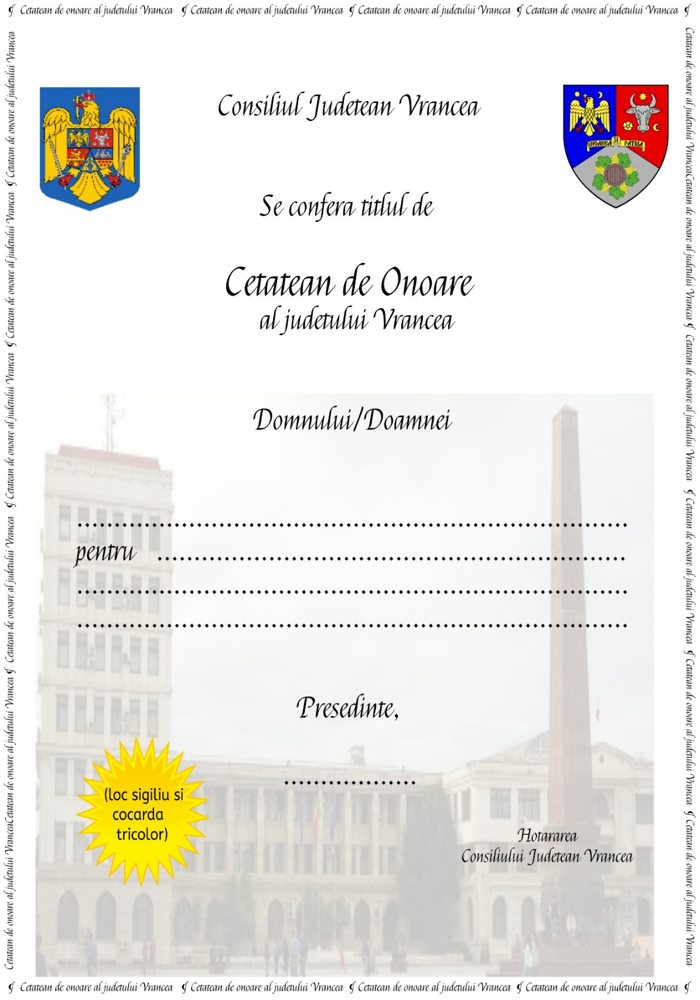 ¶ Cetatean de onoare al judetului Vrancea ¶ Cetatean de onoare al judetului Vrancea ¶ Cetatean de onoare al judetului Vrancea ¶ Cetatean de onoare al judetului Vrancea ¶
Cetatean de onoare al judetului VranceaCetatean de onoare al judetului Vrancea ¶ Cetatean de onoare al judetului Vrancea ¶ Cetatean de onoare al judetului Vrancea ¶ Cetatean de onoare al judetului Vrancea ¶ Cetatean de onoare al judetului Vrancea
Consiliul Judetean Vrancea
ONOAREA SI PATRIA
Se confera titlul de
Cetatean de Onoare
al judetului Vrancea
Domnului/Doamnei
..........................................................................
pentru ...............................................................
..........................................................................
..........................................................................
Presedinte,
..................
(loc sigiliu si
cocarda
tricolor)
Hotararea
Consiliului Judetean Vrancea
Cetatean de onoare al judetului VranceaCetatean de onoare al judetului Vrancea ¶ Cetatean de onoare al judetului Vrancea ¶ Cetatean de onoare al judetului Vrancea ¶ Cetatean de onoare al judetului Vrancea ¶ Cetatean de onoare al judetului Vrancea
¶ Cetatean de onoare al judetului Vrancea ¶ Cetatean de onoare al judetului Vrancea ¶ Cetatean de onoare al judetului Vrancea ¶ Cetatean de onoare al judetului Vrancea ¶